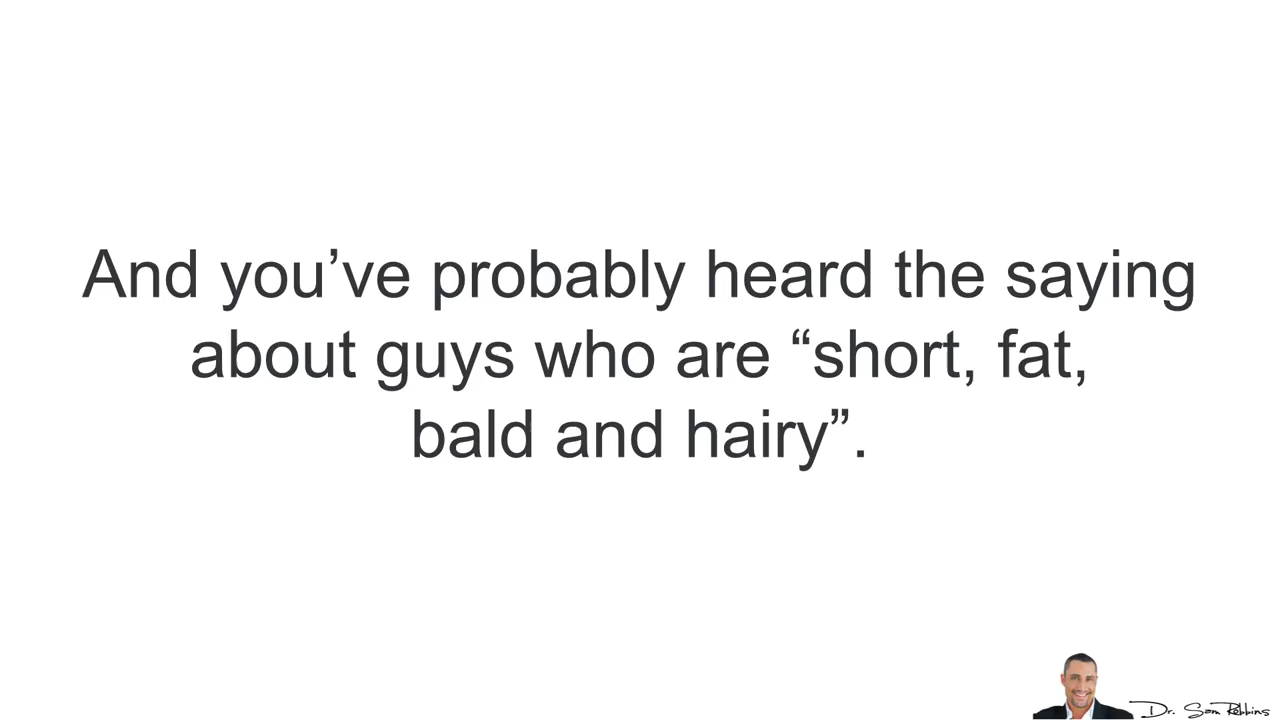 And you’ve probably heard the saying
about guys who are “short, fat,
bald and hairy”.
Dr. Sam Robbins